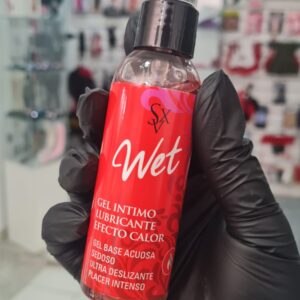 Wet
GEL INTIMO
LUBRICANTE
EFECTO CALOR
GEL BASE ACUOSA
SEDOSO
ULTRA DESLIZANTE
PLACER INTENSO